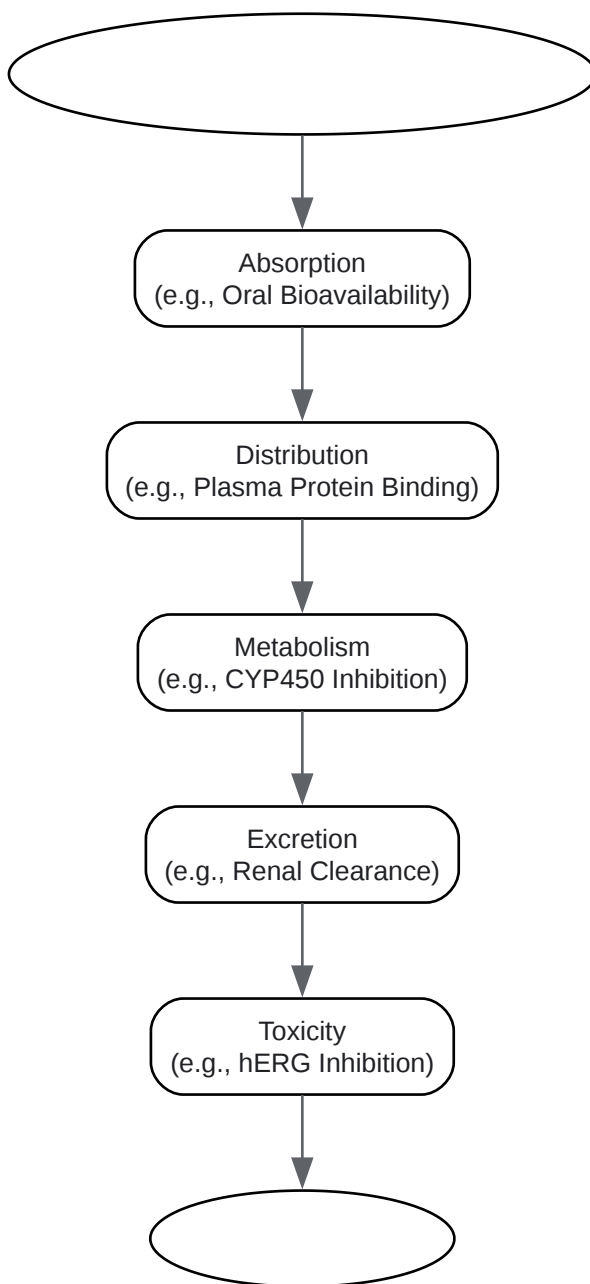 Absorption
(e.g., Oral Bioavailability)
Distribution
(e.g., Plasma Protein Binding)
Metabolism
(e.g., CYP450 Inhibition)
Excretion
(e.g., Renal Clearance)
Toxicity
(e.g., hERG Inhibition)